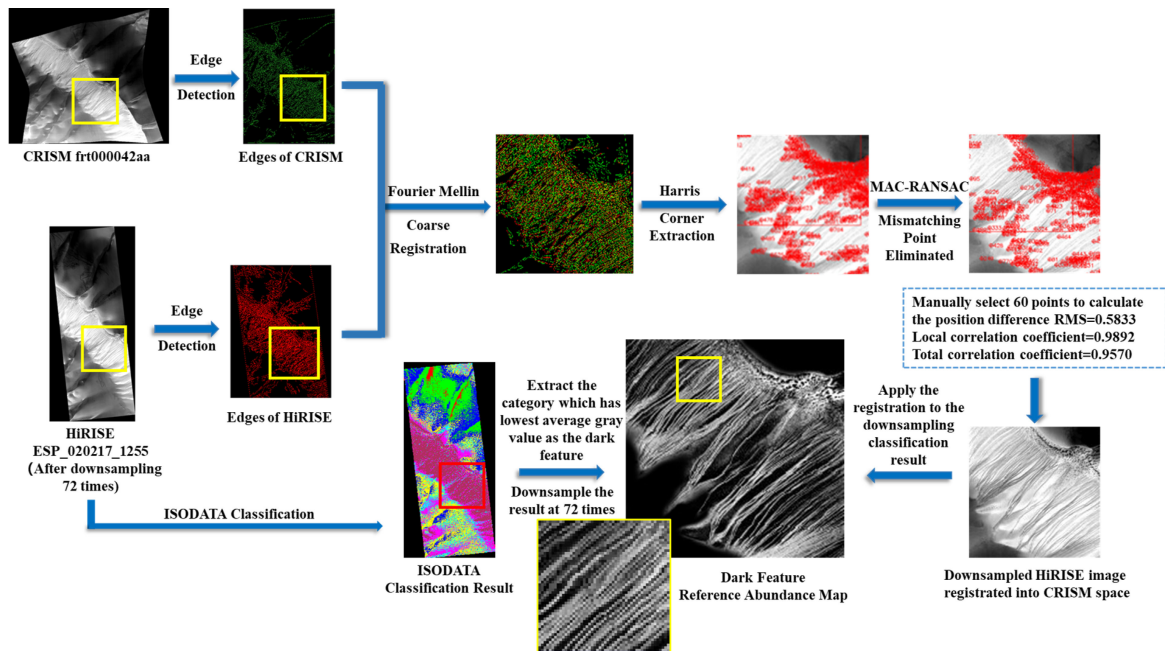 Edge
Detection
CRISM frt000042aa
Edges of CRISM
Fourier Mellin
Coarse
Registration
Harris
Corner
Extraction
MAC-RANSAC
Mismatching
Point
Eliminated
Edge
Detection
Edges of HiRISE
HiRISE
ESP_020217_1255
(After downsampling
72 times)
Manually select 60 points to calculate
the position difference RMS=0.5833
Local correlation coefficient=0.9892
Total correlation coefficient=0.9570
Extract the
category which has
lowest average gray
value as the dark
feature
Downsample the
result at 72 times
Apply the
registration to the
downsampling
classification
result
ISODATA Classification
ISODATA
Classification Result
Dark Feature
Reference Abundance Map
Downsampled HiRISE image
registrated into CRISM space